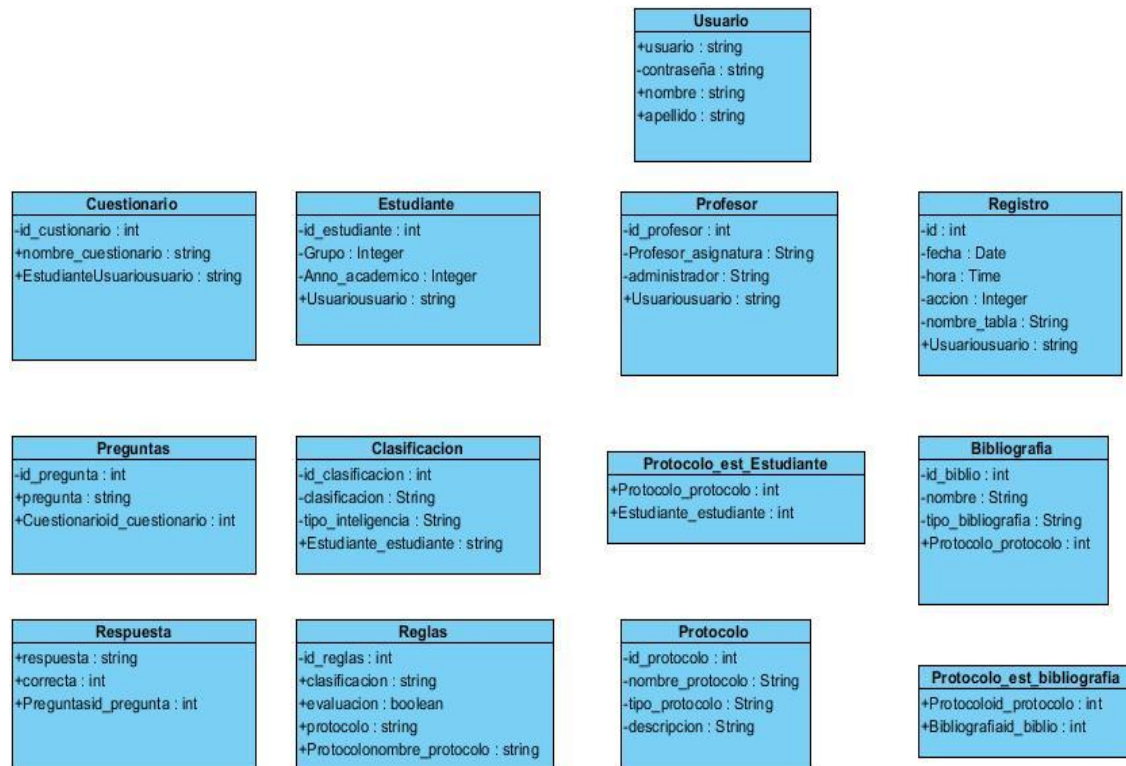 Usuario
+usuario : string
-contraseña : string
+nombre : string
+apellido : string
Cuestionario
-id_custionario : int
+nombre_cuestionario : string
+EstudianteUsuariousuario : string
Estudiante
-id_estudiante : int
-Grupo : Integer
-Anno_academico : Integer
+Usuariousuario : string
Profesor
-id_profesor : int
-Profesor_asignatura : String
-administrador : String
+Usuariousuario : string
Registro
-id : int
-fecha : Date
-hora : Time
-accion : Integer
-nombre_tabla : String
+Usuariousuario : string
Preguntas
-id_pregunta : int
+pregunta : string
+Cuestionarioid_cuestionario : int
Clasificacion
-id_clasificacion : int
-clasificacion : String
-tipo_inteligencia : String
+Estudiante_estudiante : string
Protocolo_est_Estudiante
+Protocolo_protocolo : int
+Estudiante_estudiante : int
Bibliografia
-id_biblio : int
-nombre : String
-tipo_bibliografia : String
+Protocolo_protocolo : int
Respuesta
+respuesta : string
+correcta : int
+Preguntasid_pregunta : int
Reglas
-id_reglas : int
+clasificacion : string
+evaluacion : boolean
+protocolo : string
+Protocolonombre_protocolo : string
Protocolo
-id_protocolo : int
-nombre_protocolo : String
-tipo_protocolo : String
-descripcion : String
Protocolo_est_bibliografia
+Protocoloid_protocolo : int
+Bibliografiaid_biblio : int